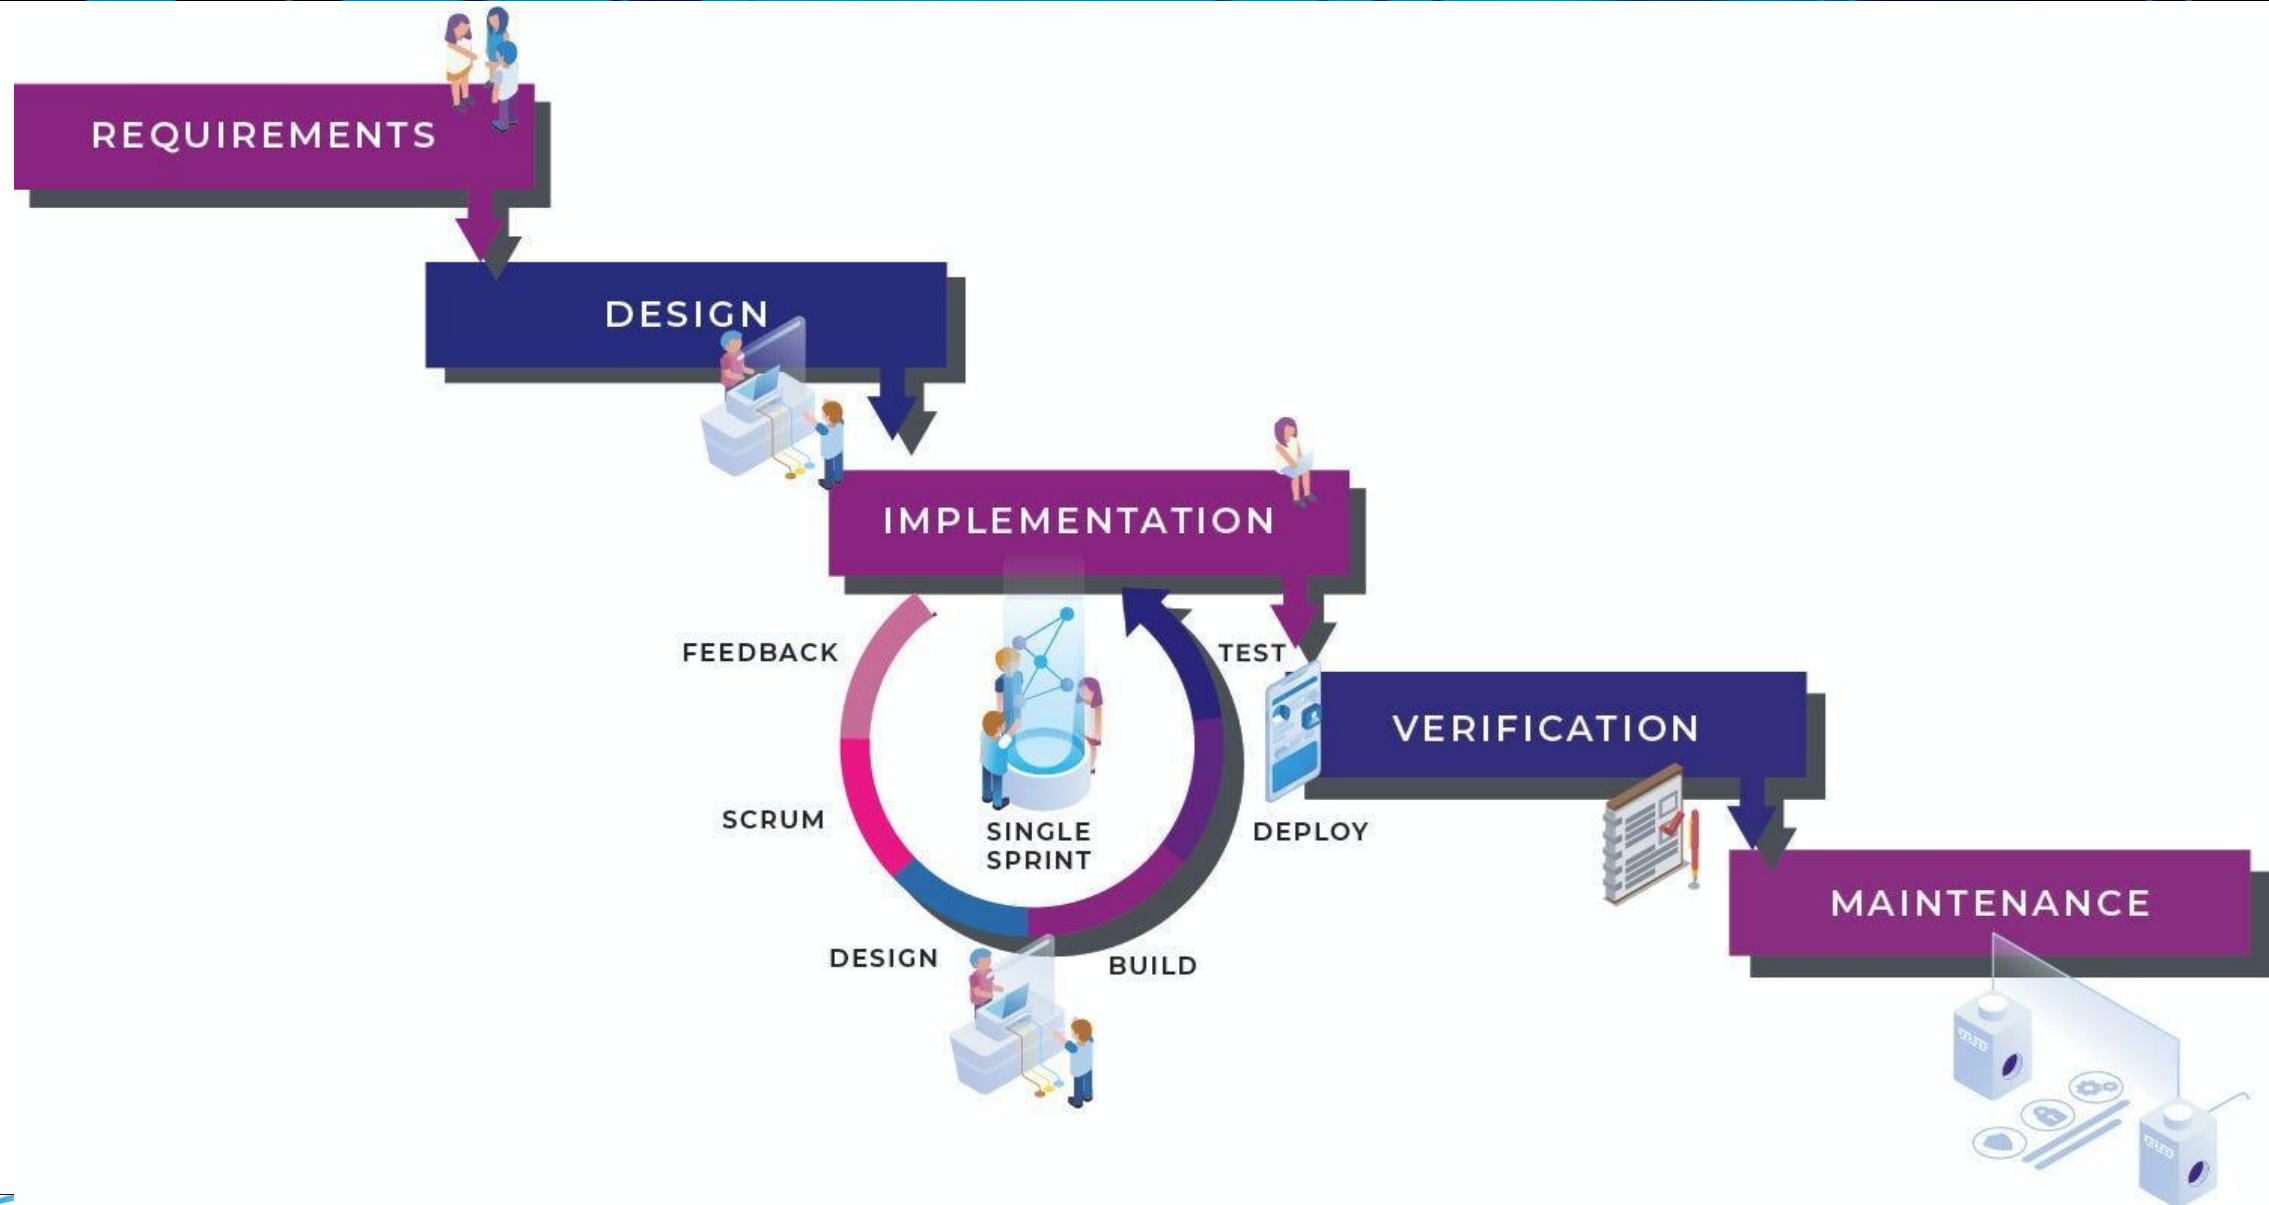 REQUIREMENTS
DESIGN
IMPLEMENTATION
FEEDBACK
TEST
VERIFICATION
SCRUM
SINGLE
SPRINT
DEPLOY
MAINTENANCE
DESIGN
BUILD